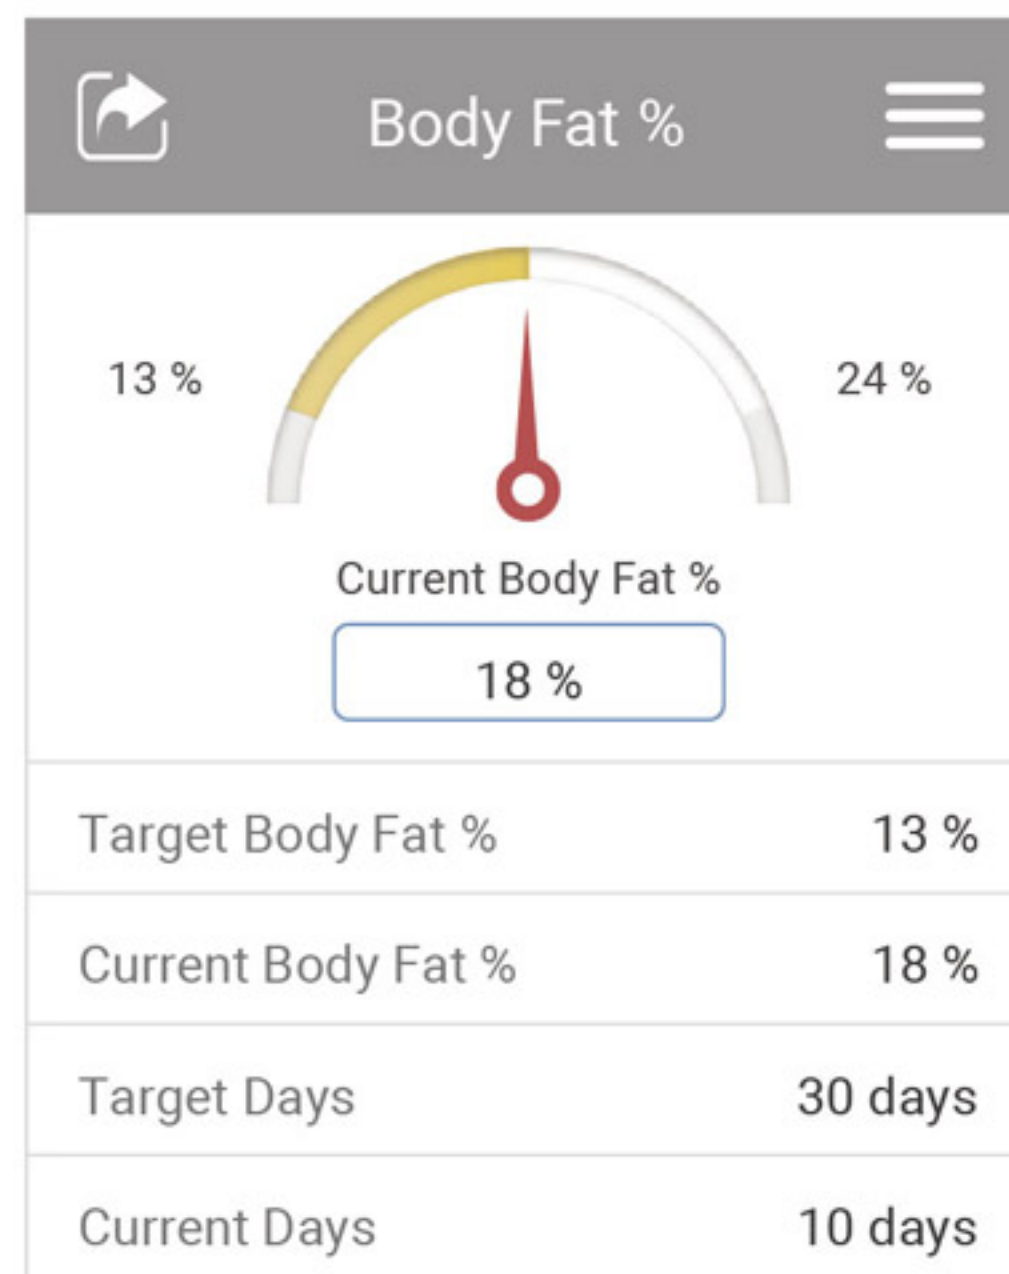 Body Fat %
13 %
24 %
Current Body Fat %
18 %
Target Body Fat % 13 %
Current Body Fat % 18 %
Target Days 30 days
Current Days 10 days